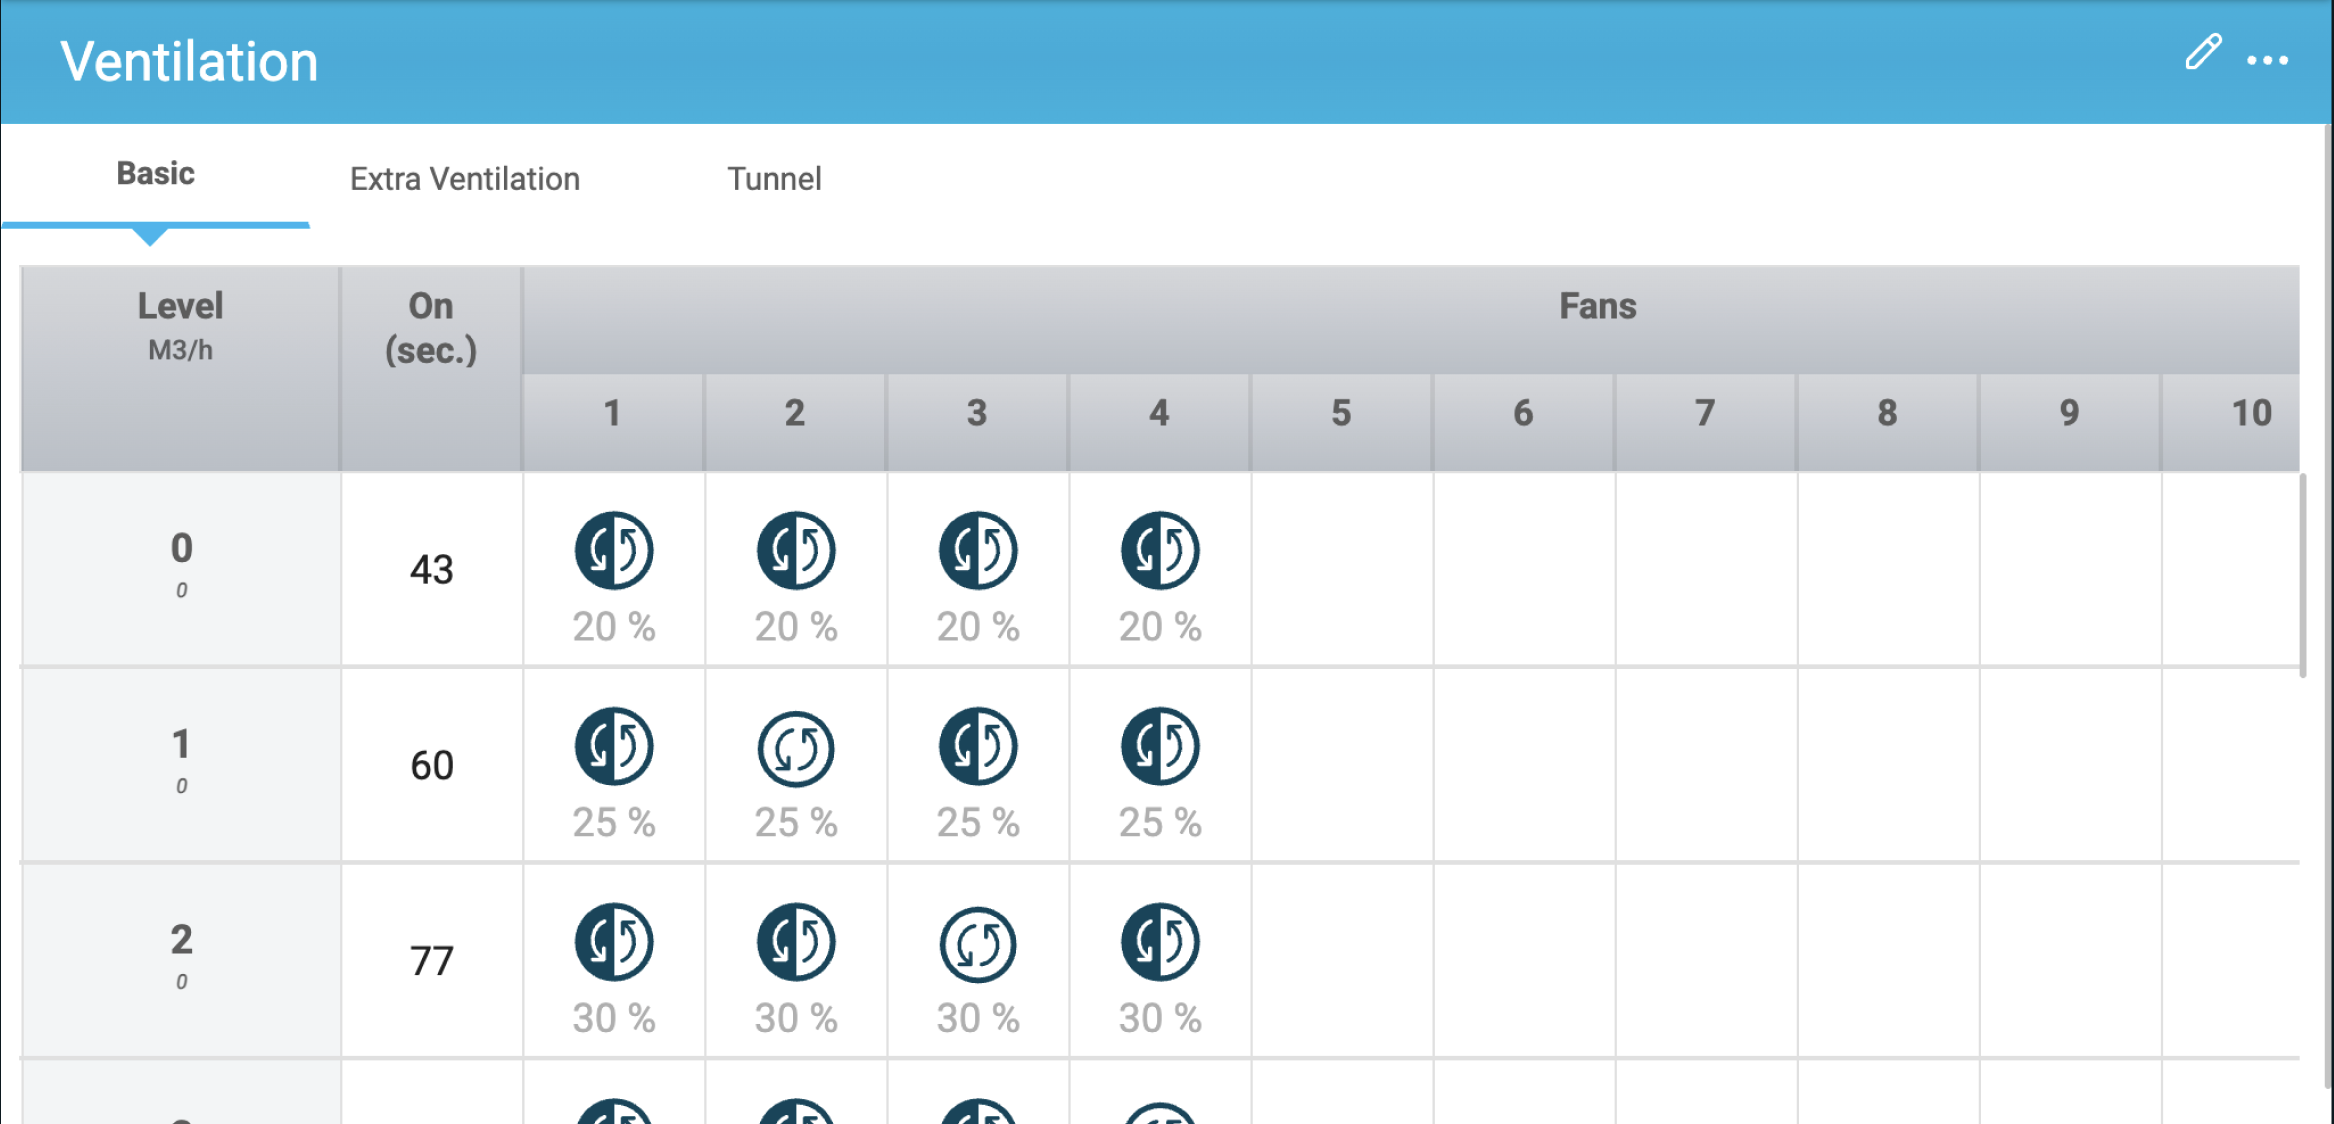 Ventilation
Basic Extra Ventilation Tunnel
Level On Fans
M3/h (sec.)
1 2 3 4 5 6 7 8 9 10
0 43
0
20 % 20 % 20 % 20 %
1 60
0
25 % 25 % 25 % 25 %
2 77
0
30 % 30 % 30 % 30 %